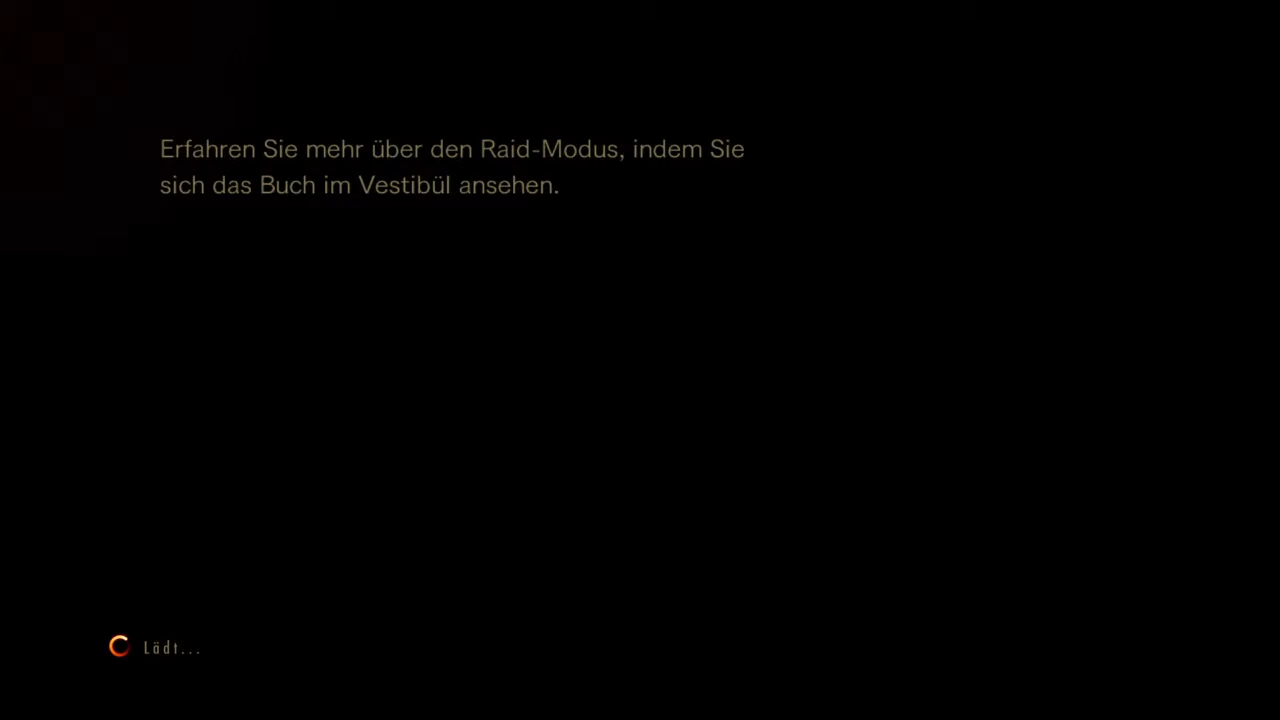 Erfahren Sie mehr über den Raid-Modus, indem Sie
sich das Buch im Vestibül ansehen.
Lädt...